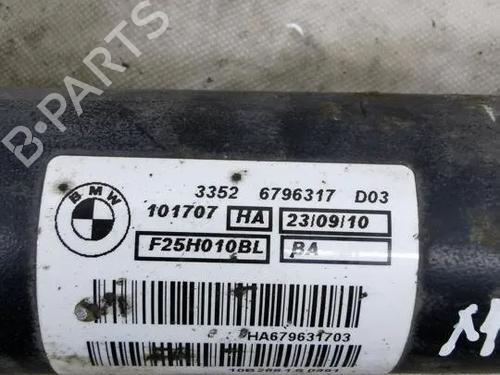 B-PARTS
BMW
3352 6796317 D03
101707 HA 23/09/10
F25H010BL BA
HA679631703